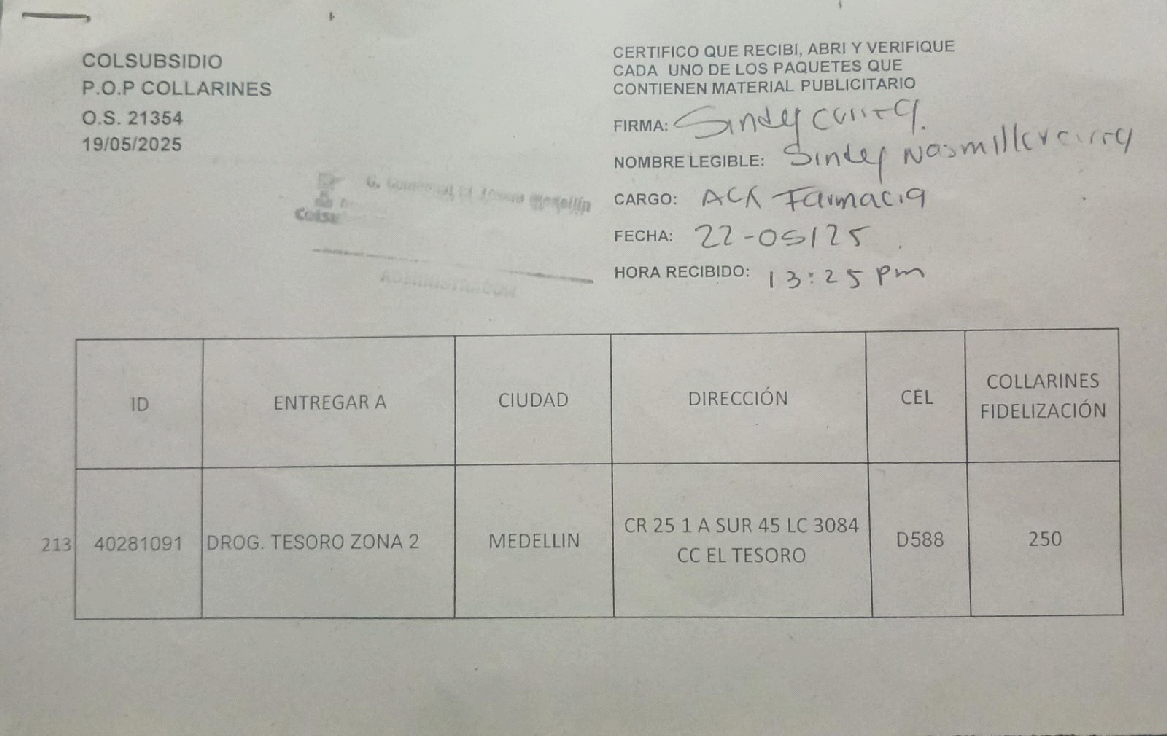 COLSUBSIDIO
P.O.P COLLARINES
O.S. 21354
19/05/2025
CERTIFICO QUE RECIBI, ABRI Y VERIFIQUE
CADA UNO DE LOS PAQUETES QUE
CONTIENEN MATERIAL PUBLICITARIO
FIRMA: Sindy
NOMBRE LEGIBLE: Sindy
CARGO: Farmacia
FECHA: 22-05/25
HORA RECIBIDO: 13:25 pm
Medellín
ID
ENTREGAR A
CIUDAD
DIRECCIÓN
CEL
COLLARINES
FIDELIZACIÓN
213
40281091
DROG. TESORO ZONA 2
MEDELLIN
CR 25 1 A SUR 45 LC 3084
CC EL TESORO
D588
250